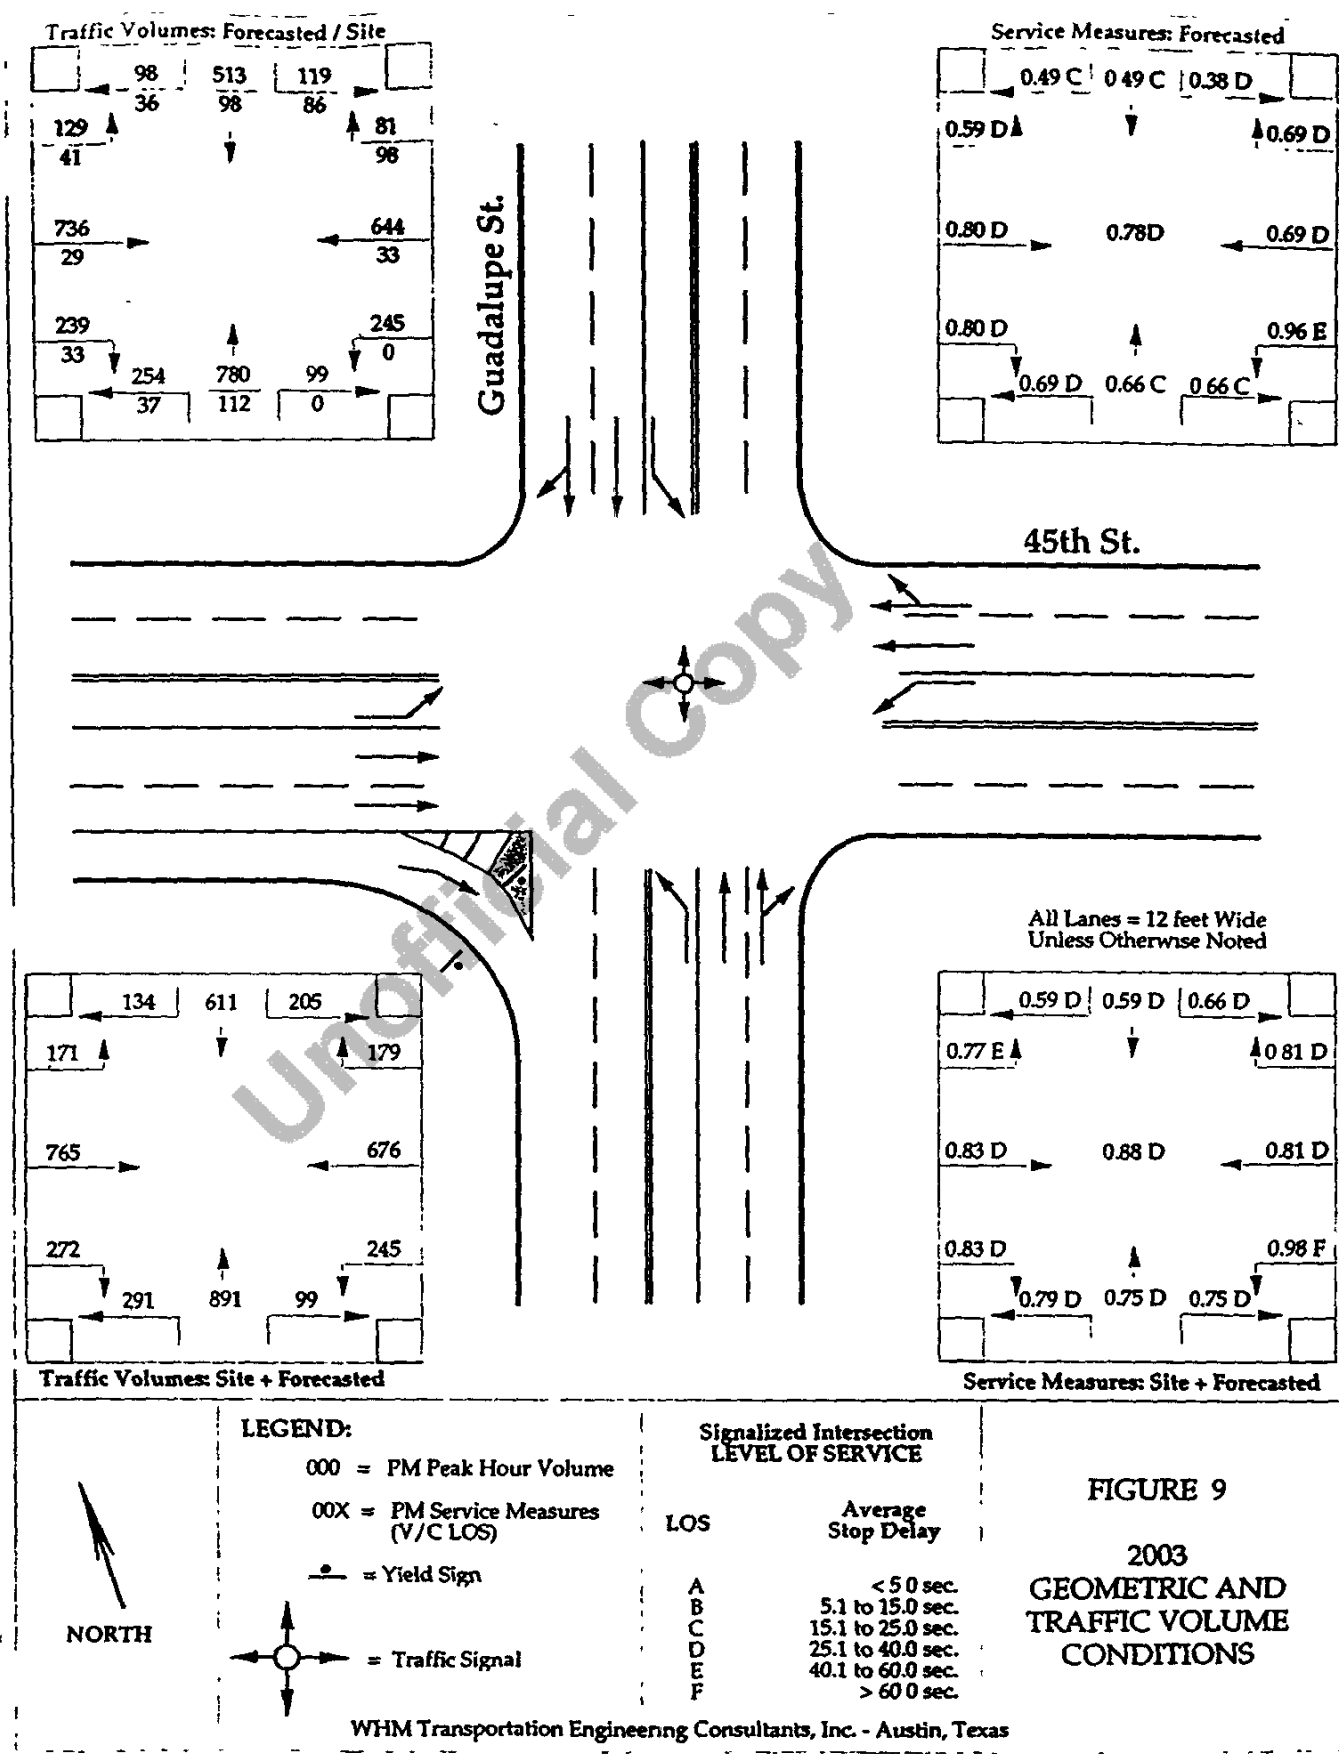 Traffic Volumes: Forecasted / Site
98 513 119
36 98 86
129 81
41 98
736 644
29 33
239 245
33 0
254 780 99
37 112 0
Service Measures: Forecasted
0.49 C 0 49 C 0.38 D
0.59 D 0.69 D
0.80 D 0.78D 0.69 D
0.80 D 0.96 E
0.69 D 0.66 C 0 66 C
Guadalupe St.
45th St.
Unofficial Copy
All Lanes = 12 feet Wide
Unless Otherwise Noted
134 611 205
171 179
765 676
272 245
291 891 99
Traffic Volumes: Site + Forecasted
0.59 D 0.59 D 0.66 D
0.77 E 0 81 D
0.83 D 0.88 D 0.81 D
0.83 D 0.98 F
0.79 D 0.75 D 0.75 D
Service Measures: Site + Forecasted
NORTH
LEGEND:
000 = PM Peak Hour Volume
00X = PM Service Measures
(V/C LOS)
= Yield Sign
= Traffic Signal
Signalized Intersection
LEVEL OF SERVICE
LOS Average
Stop Delay
A < 5 0 sec.
B 5.1 to 15.0 sec.
C 15.1 to 25.0 sec.
D 25.1 to 40.0 sec.
E 40.1 to 60.0 sec.
F > 60 0 sec.
FIGURE 9
2003
GEOMETRIC AND
TRAFFIC VOLUME
CONDITIONS
WHM Transportation Engineering Consultants, Inc. - Austin, Texas